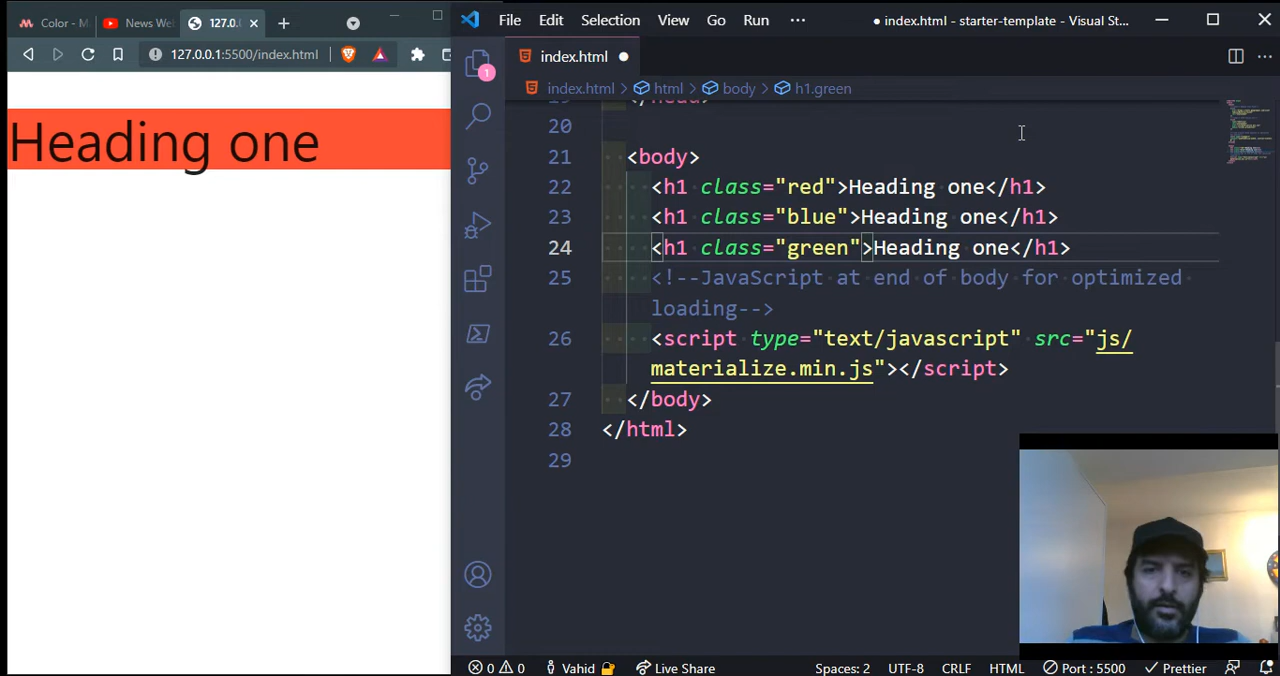 Color - M
News We
127.0.
127.0.0.1:5500/index.html
Heading one
File Edit Selection View Go Run ··· ● index.html - starter-template - Visual St...
index.html ●
index.html > html > body > h1.green
1
20
21 <body>
22 <h1 class="red">Heading one</h1>
23 <h1 class="blue">Heading one</h1>
24 <h1 class="green">Heading one</h1>
25 <!--JavaScript at end of body for optimized
loading-->
26 <script type="text/javascript" src="js/
materialize.min.js"></script>
27 </body>
28 </html>
29
0 0 Vahid Live Share Spaces: 2 UTF-8 CRLF HTML Port : 5500 Prettier